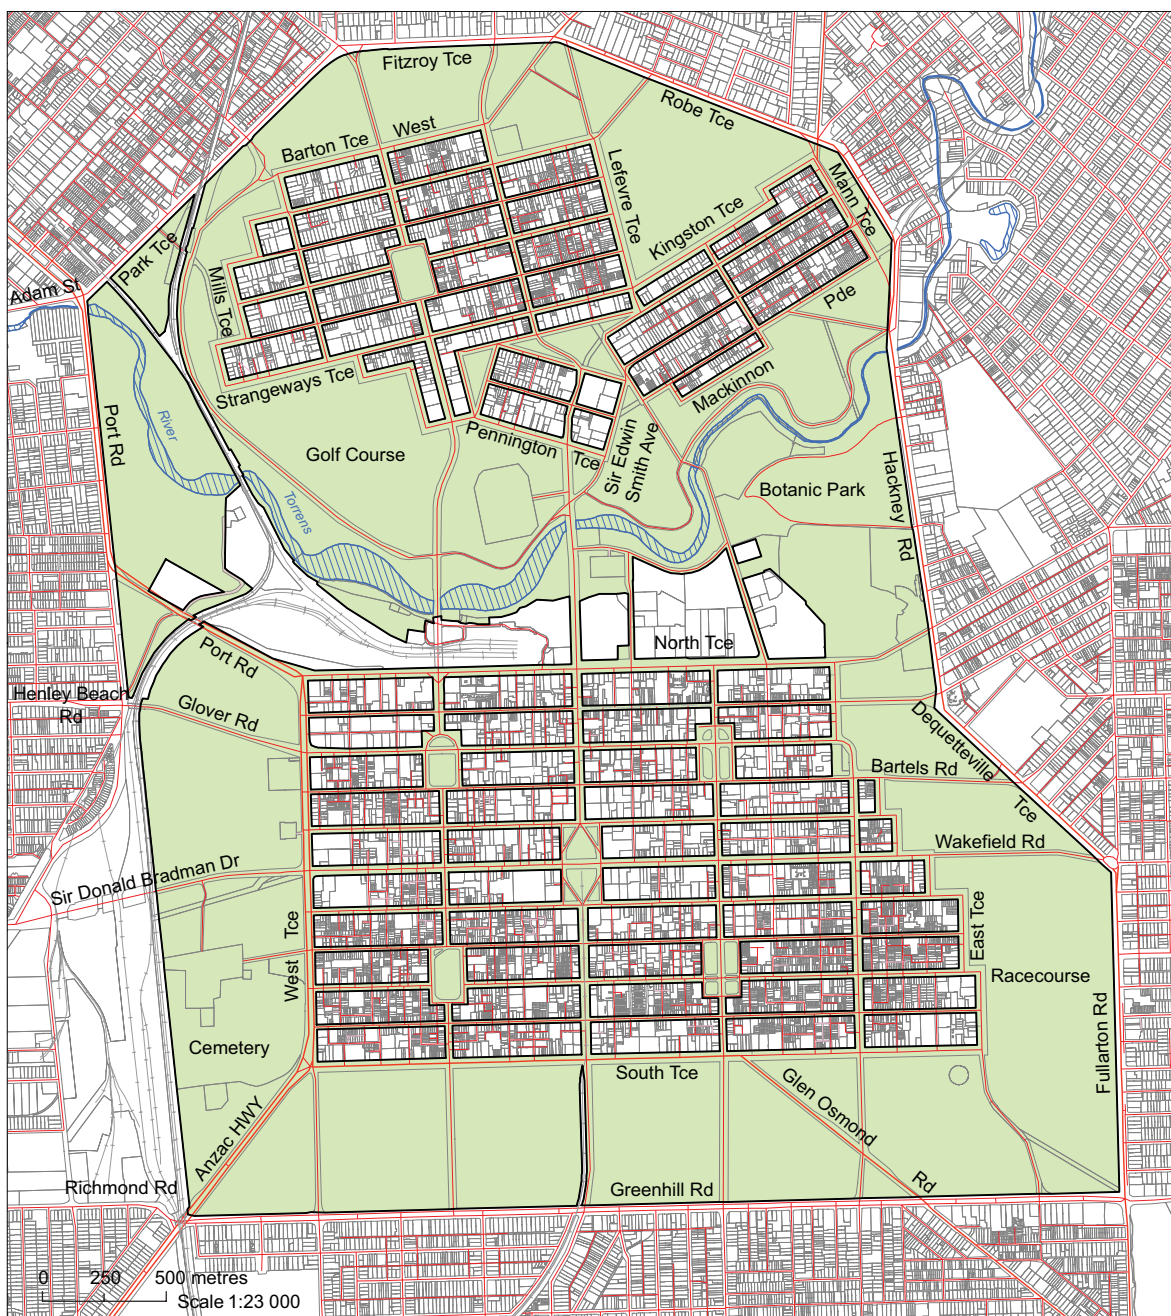 Fitzroy Tce
Robe Tce
West
Barton Tce
Lefevre Tce
Mann Tce
Kingston Tce
Park Tce
Adam St
Mills Tce
Pde
Mackinnon
Strangeways Tce
Port Rd
River
Pennington
Tce
Golf Course
Sir Edwin
Smith Ave
Torrens
Botanic Park
Hackney
Rd
North Tce
Port Rd
Henley Beach
Rd
Glover Rd
Dequetteville
Tce
Bartels Rd
Wakefield Rd
Sir Donald Bradman Dr
West Tce
East Tce
Racecourse
Fullarton Rd
Cemetery
South Tce
Glen Osmond
Rd
Anzac HWY
Richmond Rd
Greenhill Rd
0 250 500 metres
Scale 1:23 000